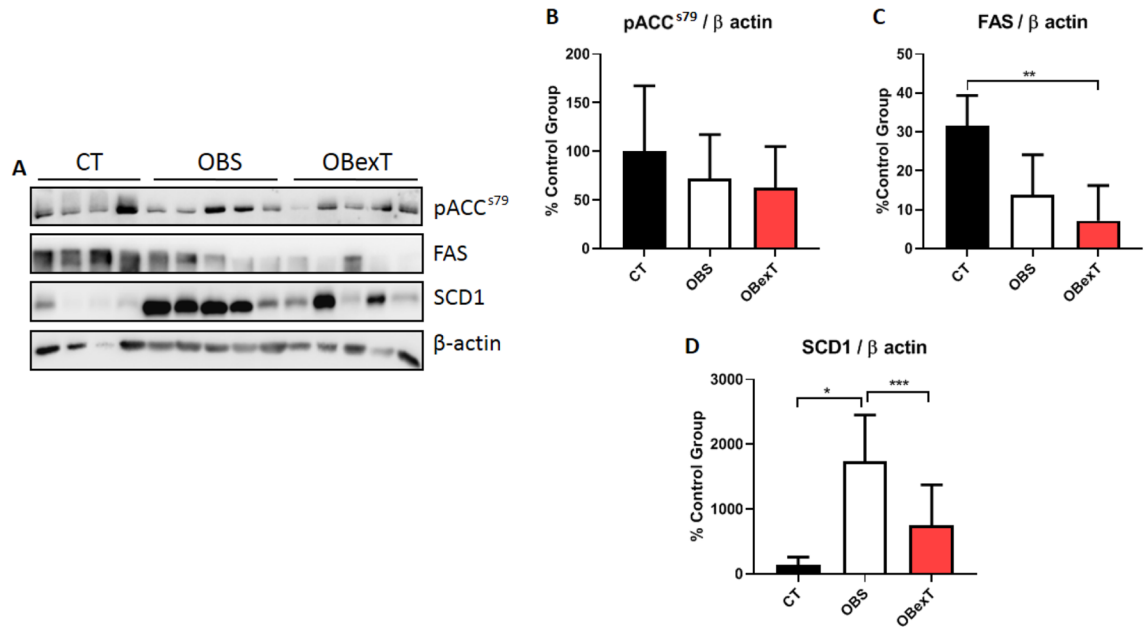 A
CT OBS OBexT
pACCˢ⁷⁹
FAS
SCD1
β-actin
B
pACC ˢ⁷⁹ / β actin
% Control Group
200
150
100
50
0
CT OBS OBexT
C
FAS / β actin
%Control Group
50
40
30
20
10
0
**
CT OBS OBexT
D
SCD1 / β actin
% Control Group
3000
2000
1000
0
* ***
CT OBS OBexT